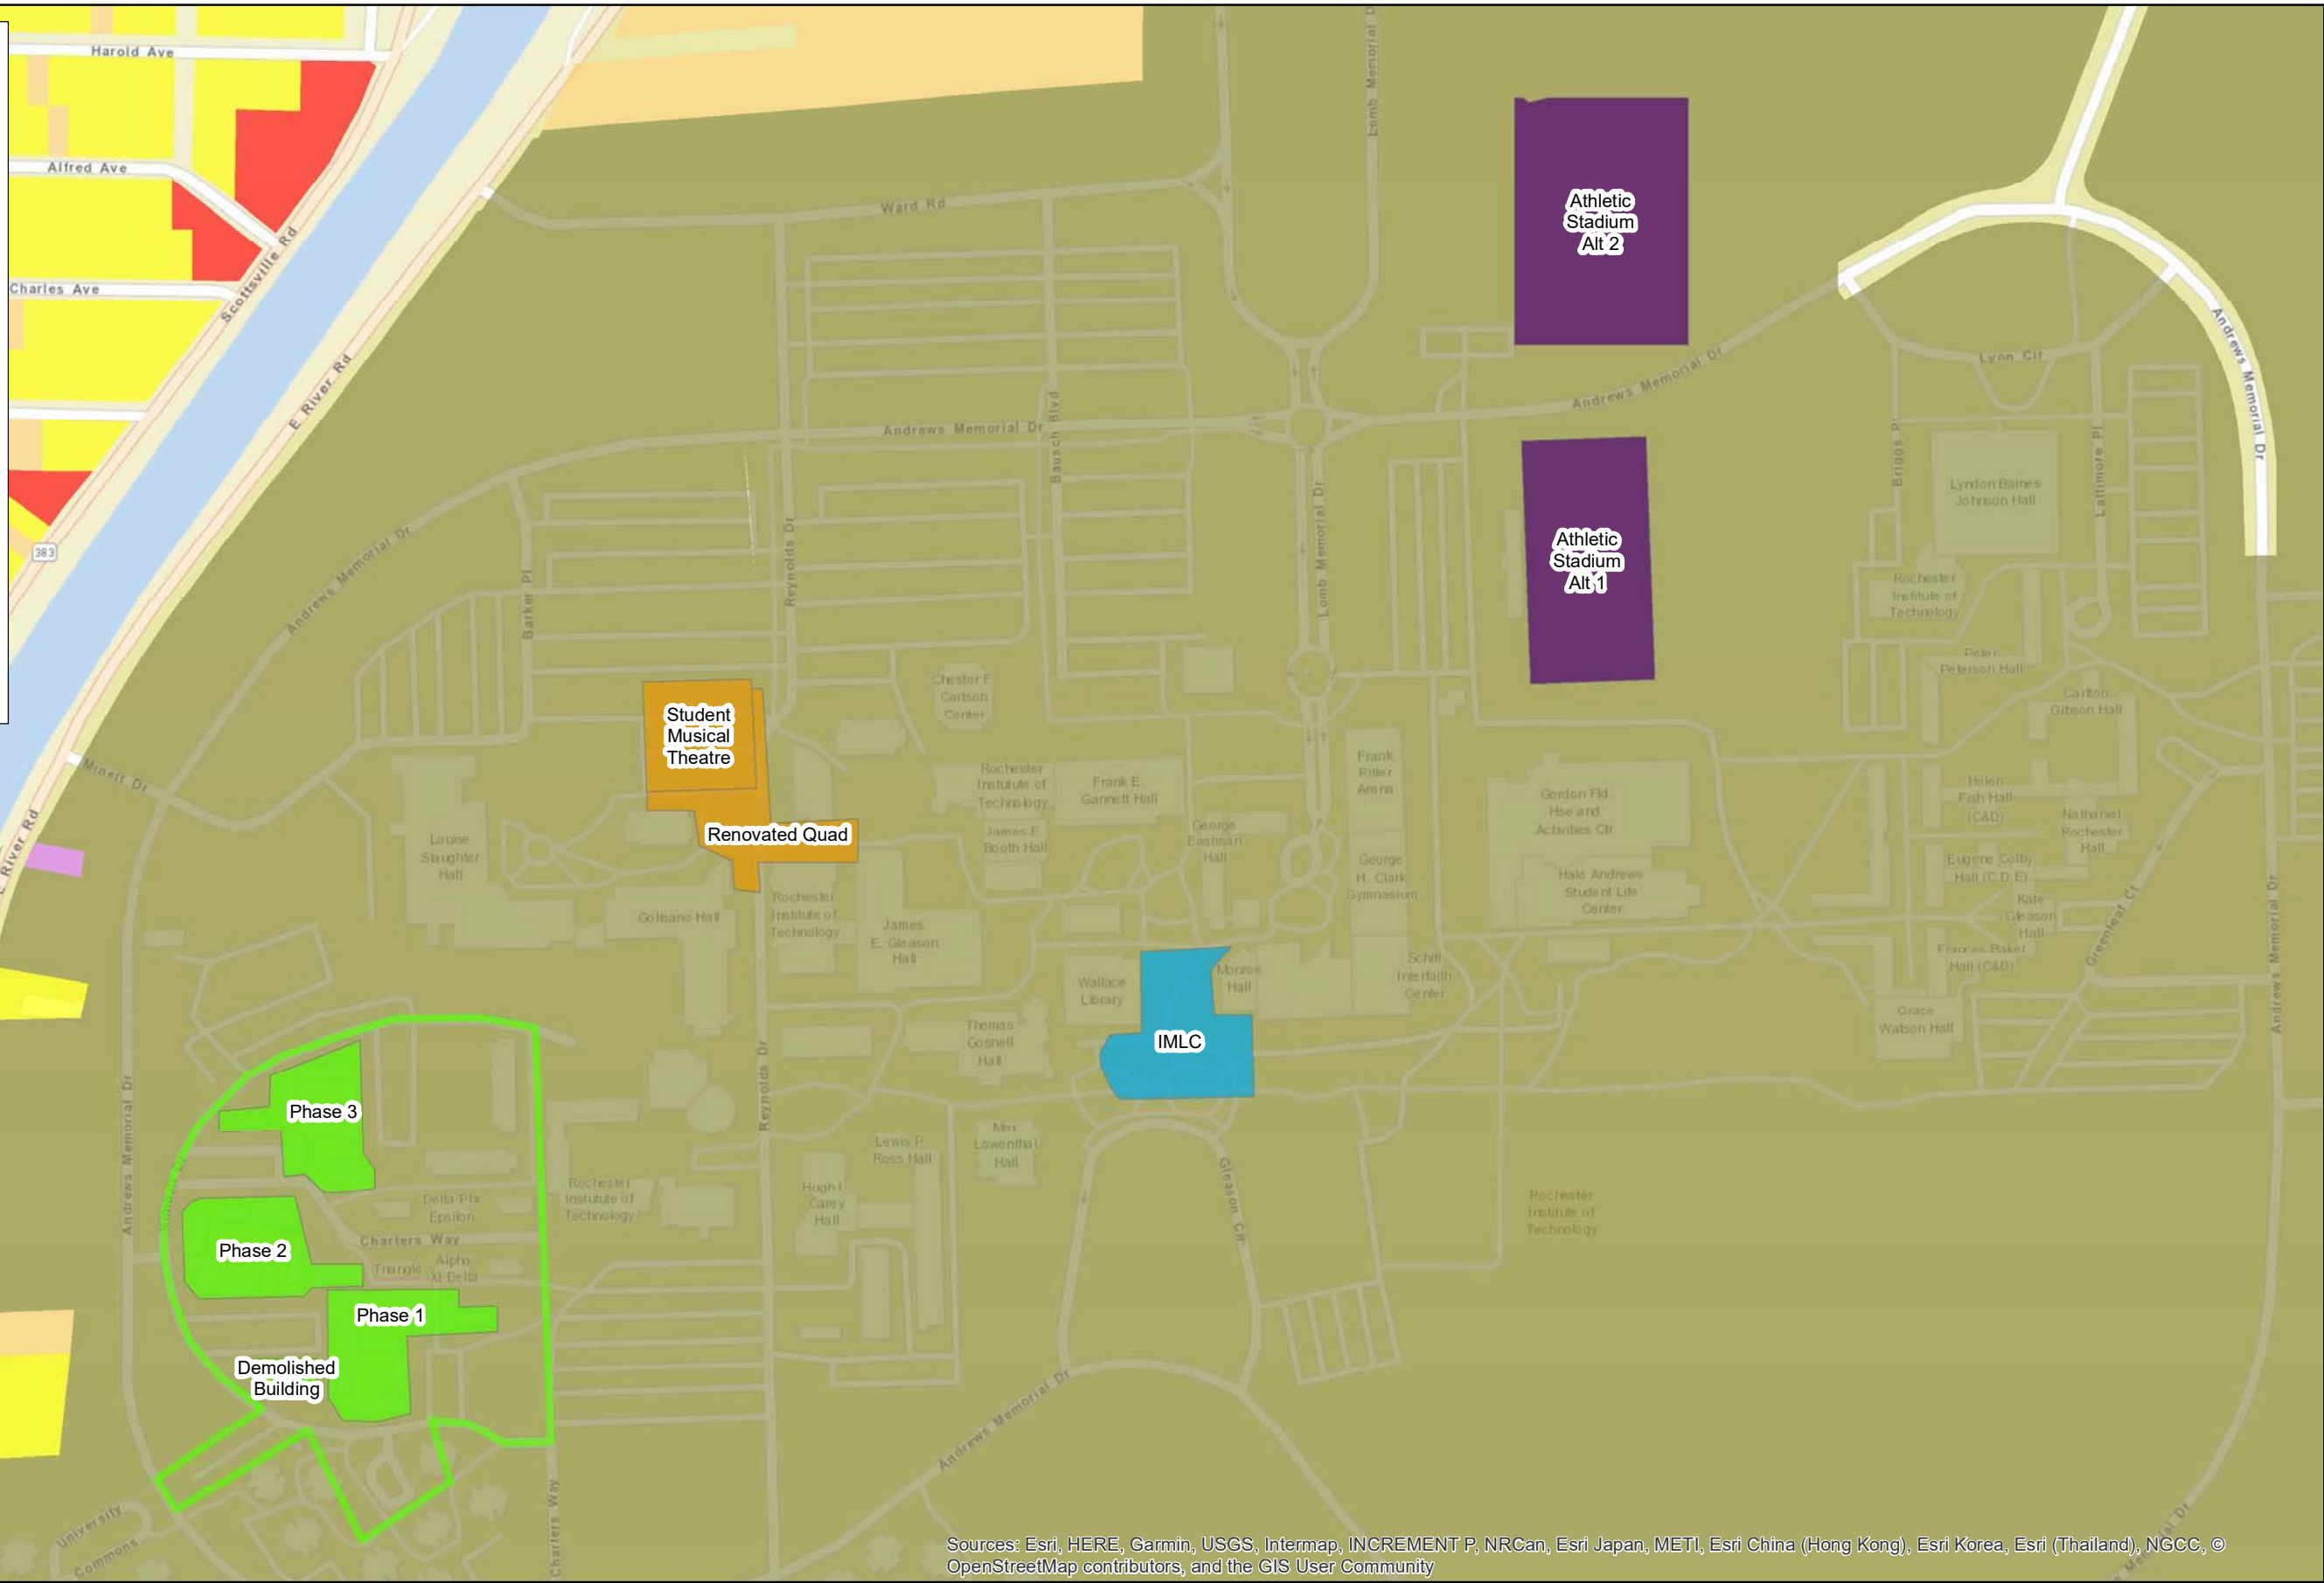 Harold Ave
Alfred Ave
Charles Ave
Scottsville Rd
E River Rd
383
Ward Rd
Lomb Memorial D
Athletic
Stadium
Alt 2
Andrews Memorial Dr
Andrews Memorial Dr
Andrews Memorial Dr
Andrews Memorial Dr
Lyon Cir
Briggs Pl
Lattimore Pl
Lyndon Baines
Johnson Hall
Bausch Blvd
Reynolds Dr
Barker Pl
Lomb Memorial Dr
Athletic
Stadium
Alt 1
Rochester
Institute of
Technology
Peter
Peterson Hall
Carlton
Gibson Hall
Student
Musical
Theatre
Renovated Quad
Chester F
Carlson
Center
Minett Dr
River Rd
Louise
Slaughter
Hall
Golisano Hall
Rochester
Institute of
Technology
Frank E
Gannett Hall
James E
Booth Hall
George
Eastman
Hall
Frank
Ritter
Arena
George
H. Clark
Gymnasium
Gordon Fld
Hse and
Activities Ctr
Hale Andrews
Student Life
Center
Helen
Fish Hall
(C&D)
Nathaniel
Rochester
Hall
Eugene Colby
Hall (C,D,E)
Kate
Gleason
Hall
Frances Baker
Hall (C&D)
Greenleaf Ct
Andrews Memorial Dr
Rochester
Institute of
Technology
James
E. Gleason
Hall
Wallace
Library
Monroe
Hall
Schitt
Interfaith
Center
Grace
Watson Hall
IMLC
Thomas
Gosnell
Hall
Reynolds Dr
Andrews Memorial Dr
Phase 3
Phase 2
Phase 1
Demolished
Building
Delta Phi
Epsilon
Charters Way
Triangle
Alpha
XI-Delta
Rochester
Institute of
Technology
Lewis P.
Ross Hall
Max
Lowenthal
Hall
Hugh L
Carey
Hall
Gleason Cir
Rochester
Institute of
Technology
Andrews Memorial Dr
Charters Way
University
Commons
Memorial Dr
Sources: Esri, HERE, Garmin, USGS, Intermap, INCREMENT P, NRCan, Esri Japan, METI, Esri China (Hong Kong), Esri Korea, Esri (Thailand), NGCC, ©
OpenStreetMap contributors, and the GIS User Community